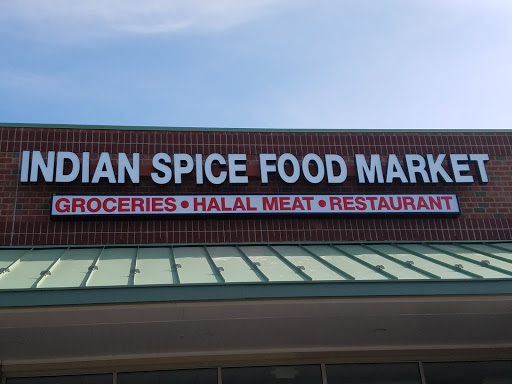 INDIAN SPICE FOOD MARKET
GROCERIES • HALAL MEAT • RESTAURANT